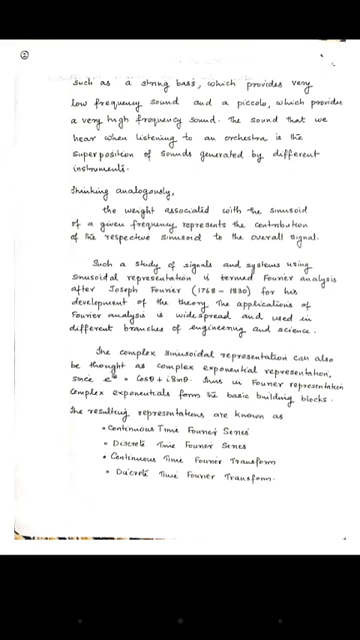 ②
such as a string bass, which provides very
low frequency sound and a piccolo, which provides
a very high frequency sound. The sound that we
hear when listening to an orchestra is the
superposition of sounds generated by different
instruments.
Thinking analogously,
the weight associated with the sinusoid
of a given frequency represents the contribution
of the respective sinusoid to the overall signal.
Such a study of signals and systems using
sinusoidal representation is termed Fourier analysis
after Joseph Fourier (1768 - 1830) for his
development of the theory. The applications of
Fourier analysis is widespread and used in
different branches of engineering and science.
The complex sinusoidal representation can also
be thought as complex exponential representation,
since = cosθ + i sinθ. Thus in Fourier representation
complex exponentials form the basic building blocks.
The resulting representations are known as
• Continuous Time Fourier Series
• Discrete Time Fourier Series
• Continuous Time Fourier Transform
• Discrete Time Fourier Transform.